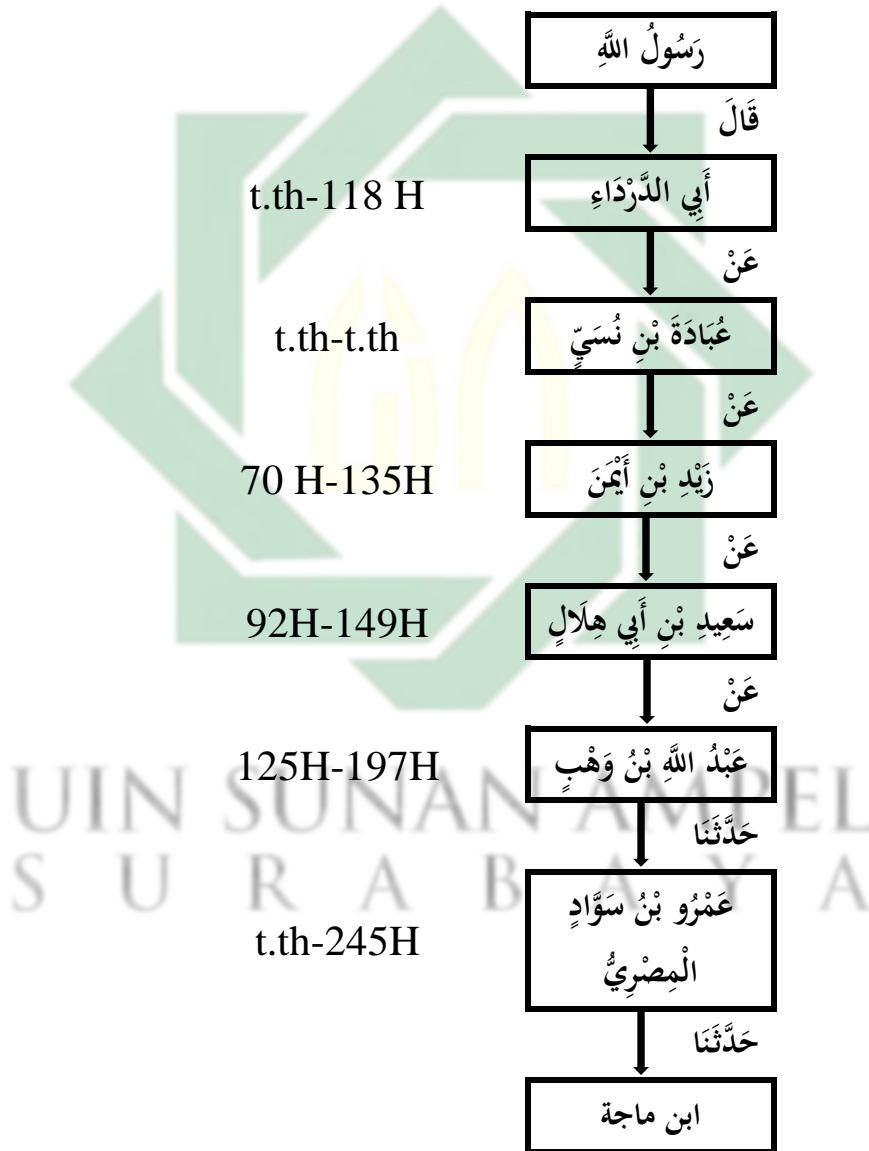 رَسُولُ اللَّهِ
قَالَ
t.th-118 H
أَبِي الدَّرْدَاءِ
عَنْ
t.th-t.th
عُبَادَةَ بْنِ نُسَيٍّ
عَنْ
70 H-135H
زَيْدِ بْنِ أَيْمَنَ
عَنْ
92H-149H
سَعِيدِ بْنِ أَبِي هِلَالٍ
عَنْ
125H-197H
عَبْدُ اللَّهِ بْنُ وَهْبٍ
UIN SUNAN AMPEL
حَدَّثَنَا
S U R A B A Y A
عَمْرُو بْنُ سَوَّادٍ
t.th-245H
الْمِصْرِيُّ
حَدَّثَنَا
ابن ماجة